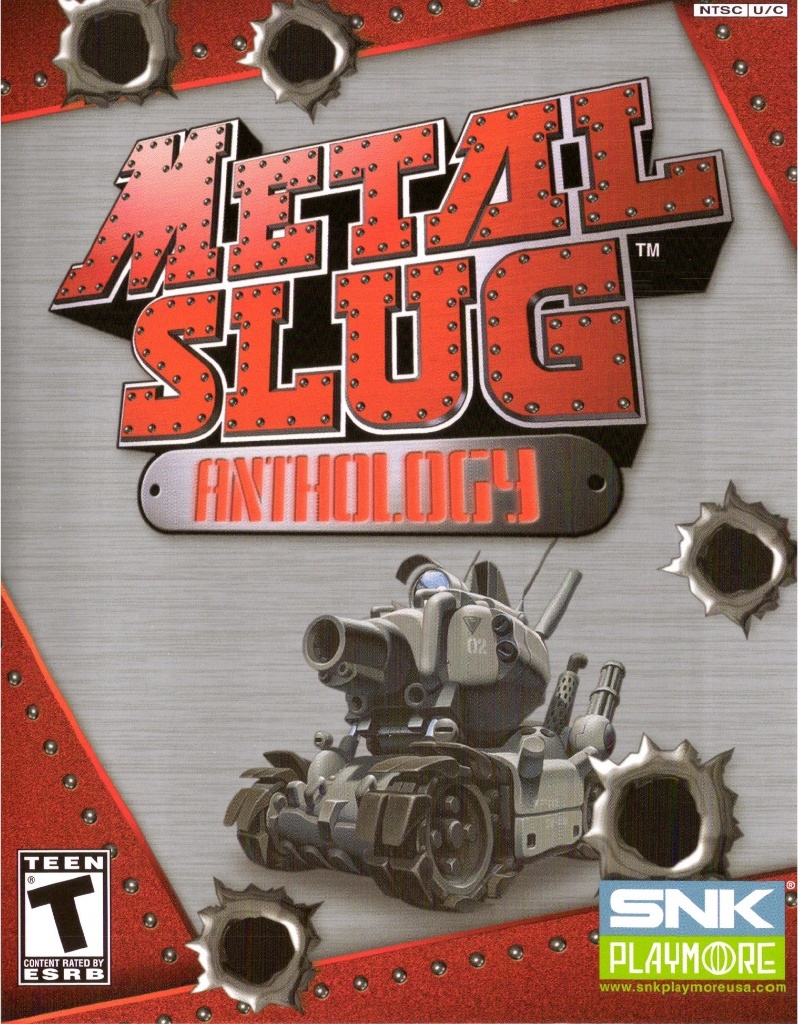 NTSC U/C
METAL
SLUG
TM
ANTHOLOGY
02
TEEN
T
®
CONTENT RATED BY
ESRB
SNK®
PLAYMORE
www.snkplaymoreusa.com